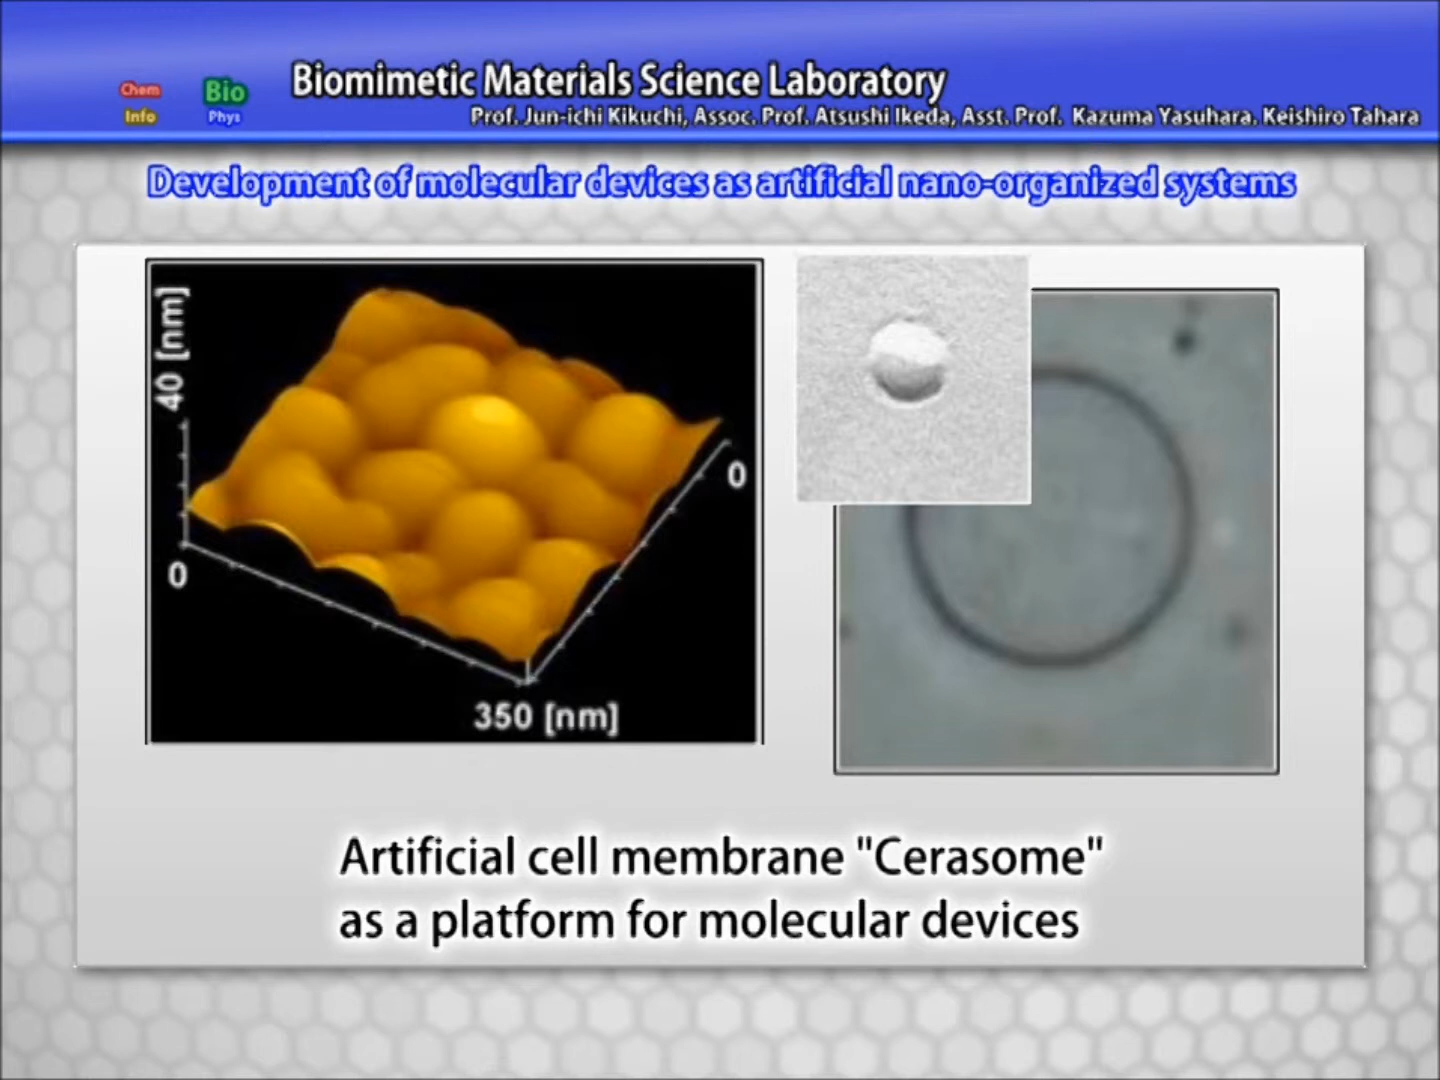 Biomimetic Materials Science Laboratory
Chem Bio
Info Phys
Prof. Jun-ichi Kikuchi, Assoc. Prof. Atsushi Ikeda, Asst. Prof. Kazuma Yasuhara. Keishiro Tahara
Development of molecular devices as artificial nano-organized systems
40 [nm]
0
0
350 [nm]
Artificial cell membrane "Cerasome"
as a platform for molecular devices